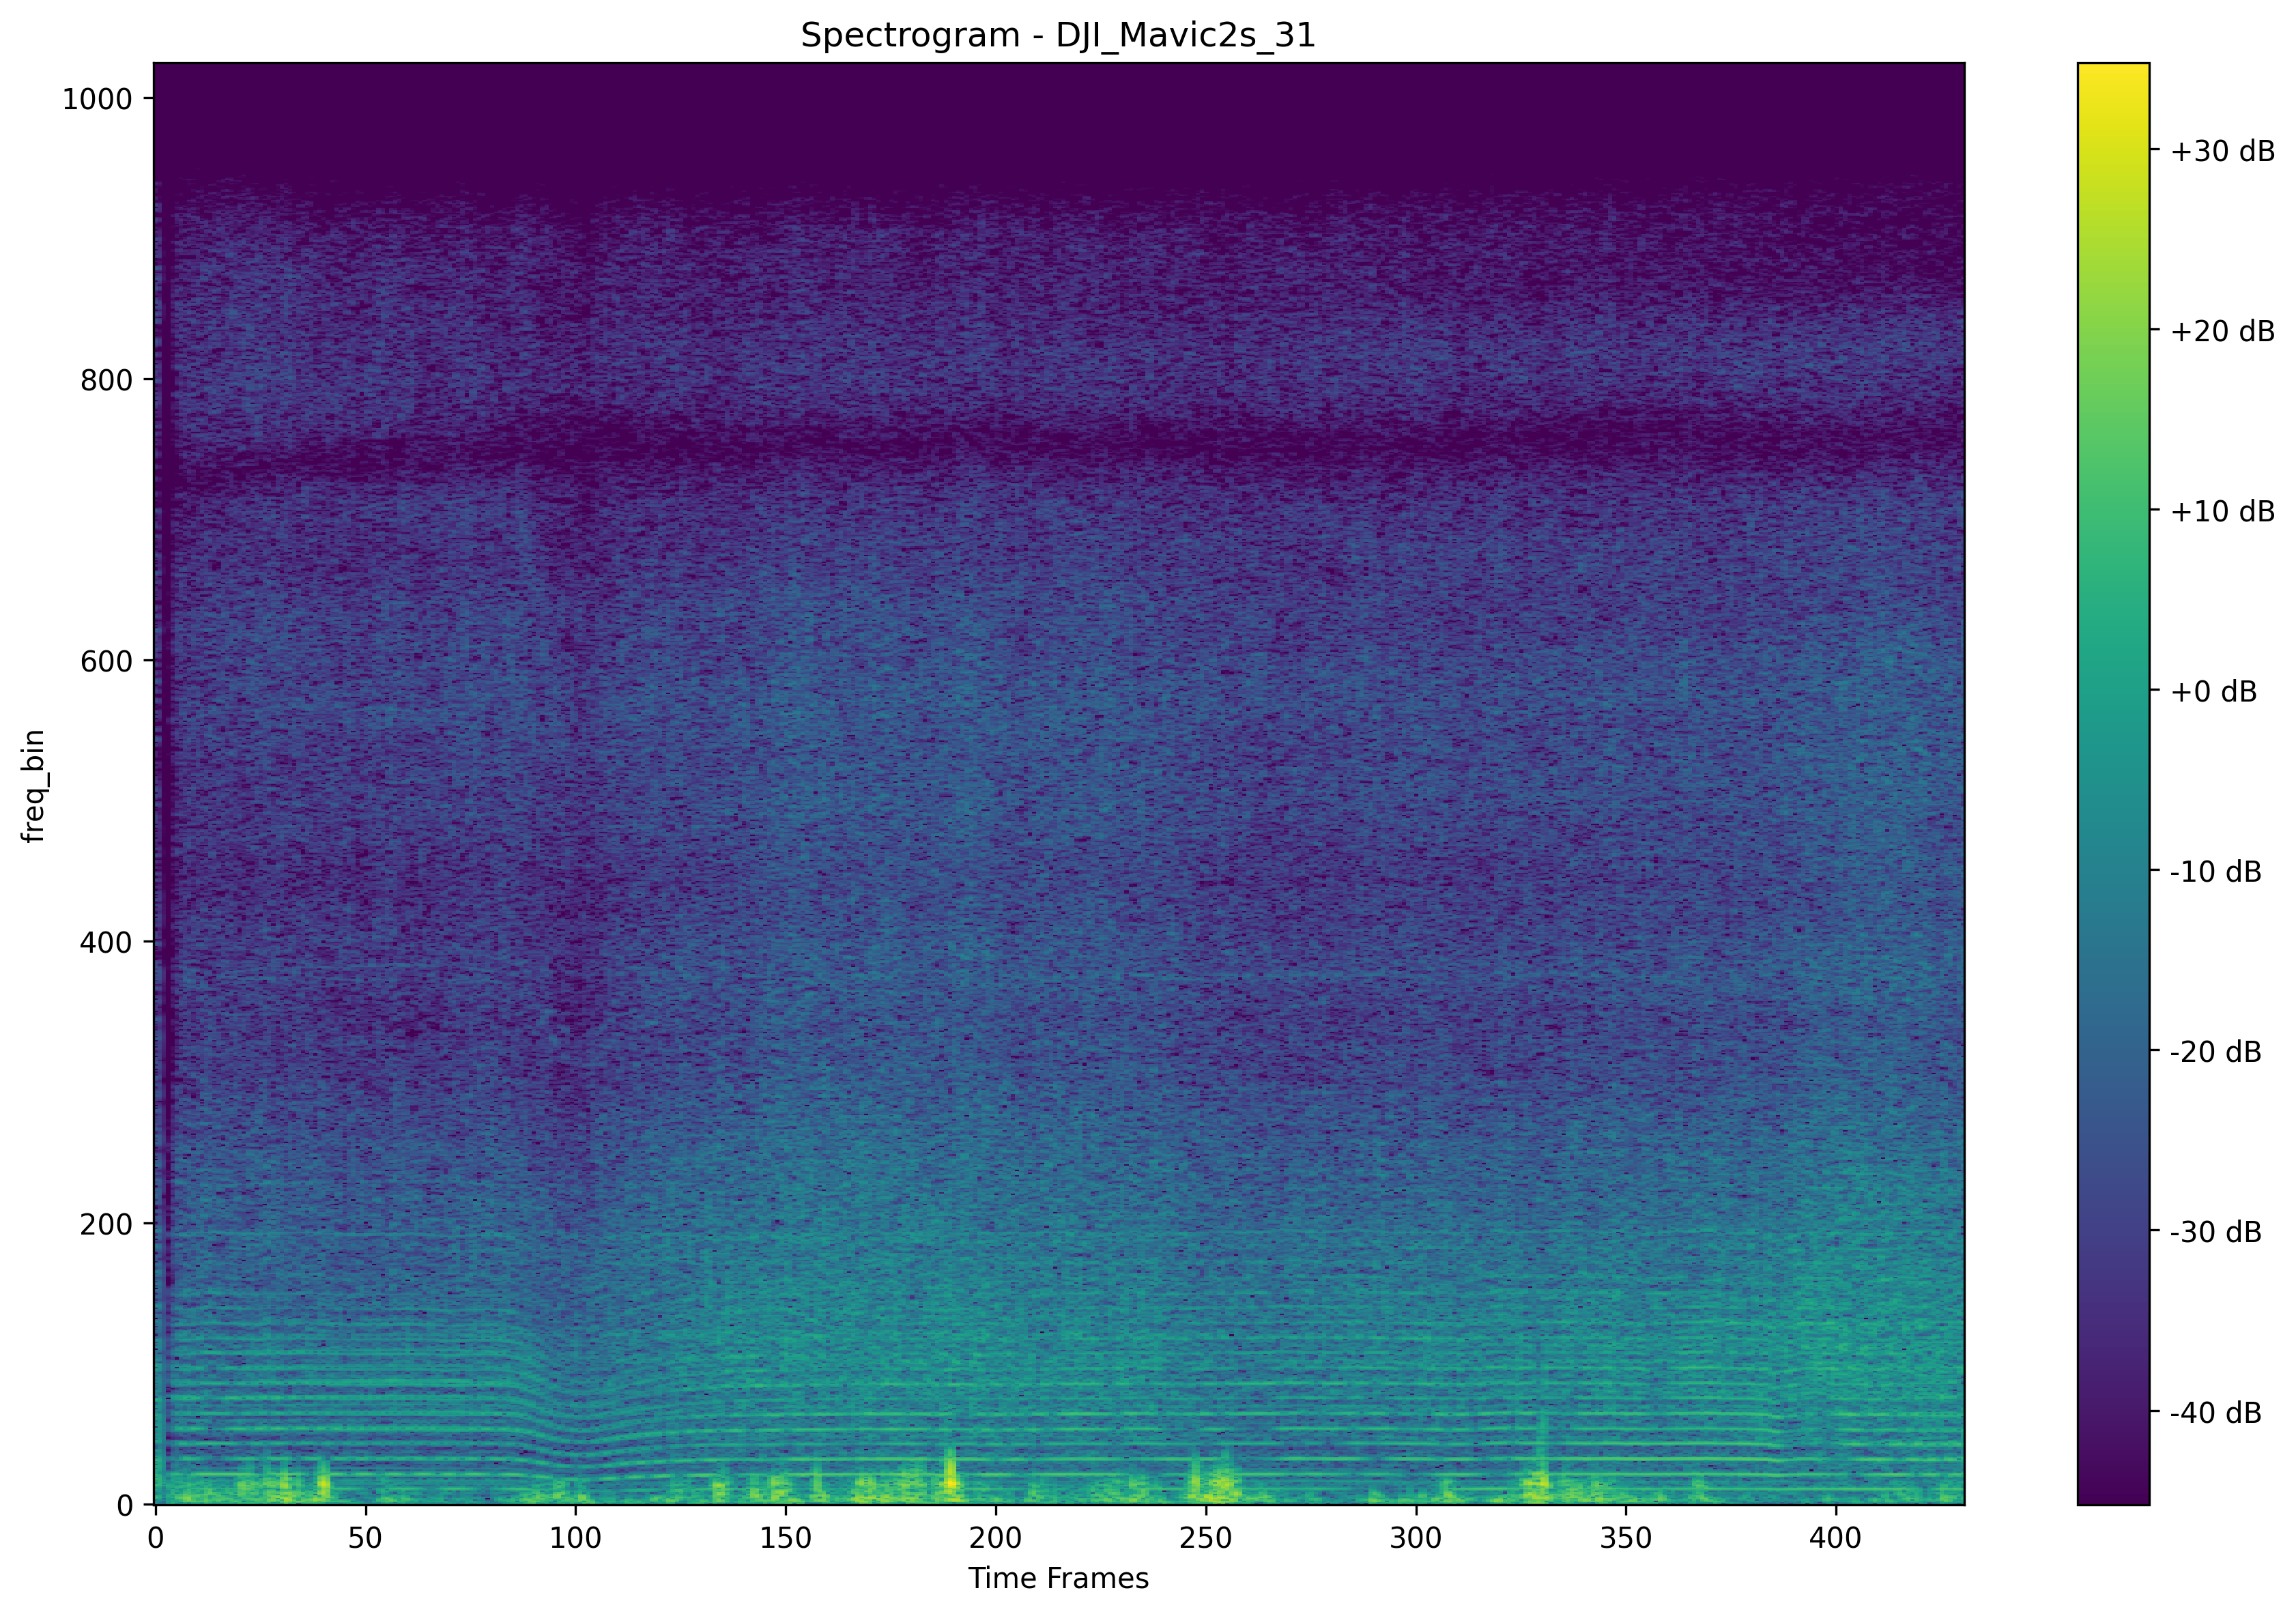 Spectrogram - DJI_Mavic2s_31
1000
800
600
400
200
0
freq_bin
0 50 100 150 200 250 300 350 400
Time Frames
+30 dB
+20 dB
+10 dB
+0 dB
-10 dB
-20 dB
-30 dB
-40 dB